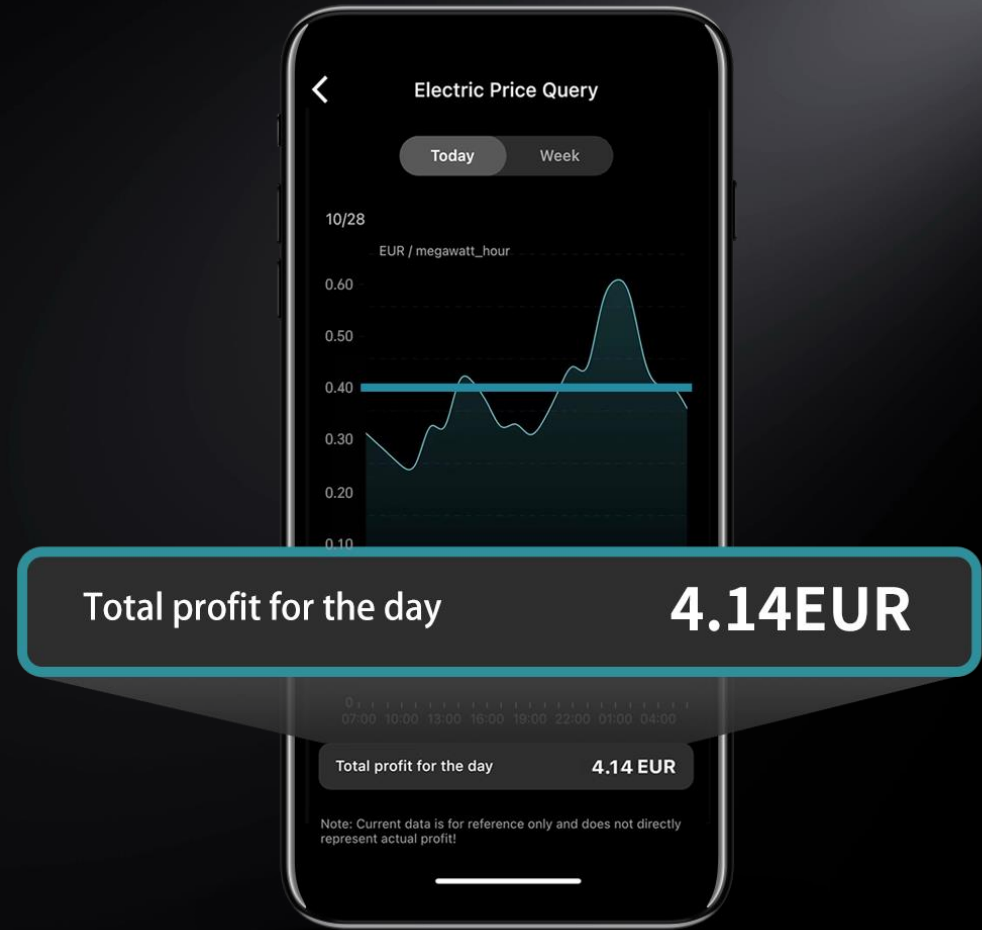 Electric Price Query
Today Week
10/28
EUR / megawatt_hour
0.60
0.50
0.40
0.30
0.20
0.10
Total profit for the day 4.14EUR
0
07:00 10:00 13:00 16:00 19:00 22:00 01:00 04:00
Total profit for the day 4.14 EUR
Note: Current data is for reference only and does not directly
represent actual profit!